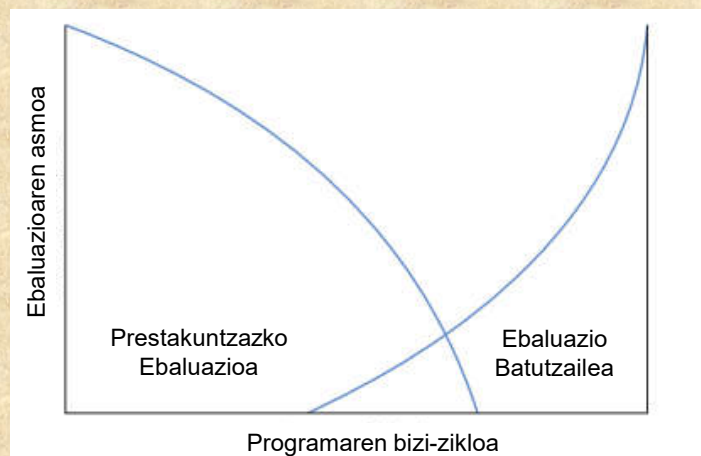 Ebaluazioaren asmoa
Prestakuntzazko
Ebaluazioa
Ebaluazio
Batutzailea
Programaren bizi-zikloa